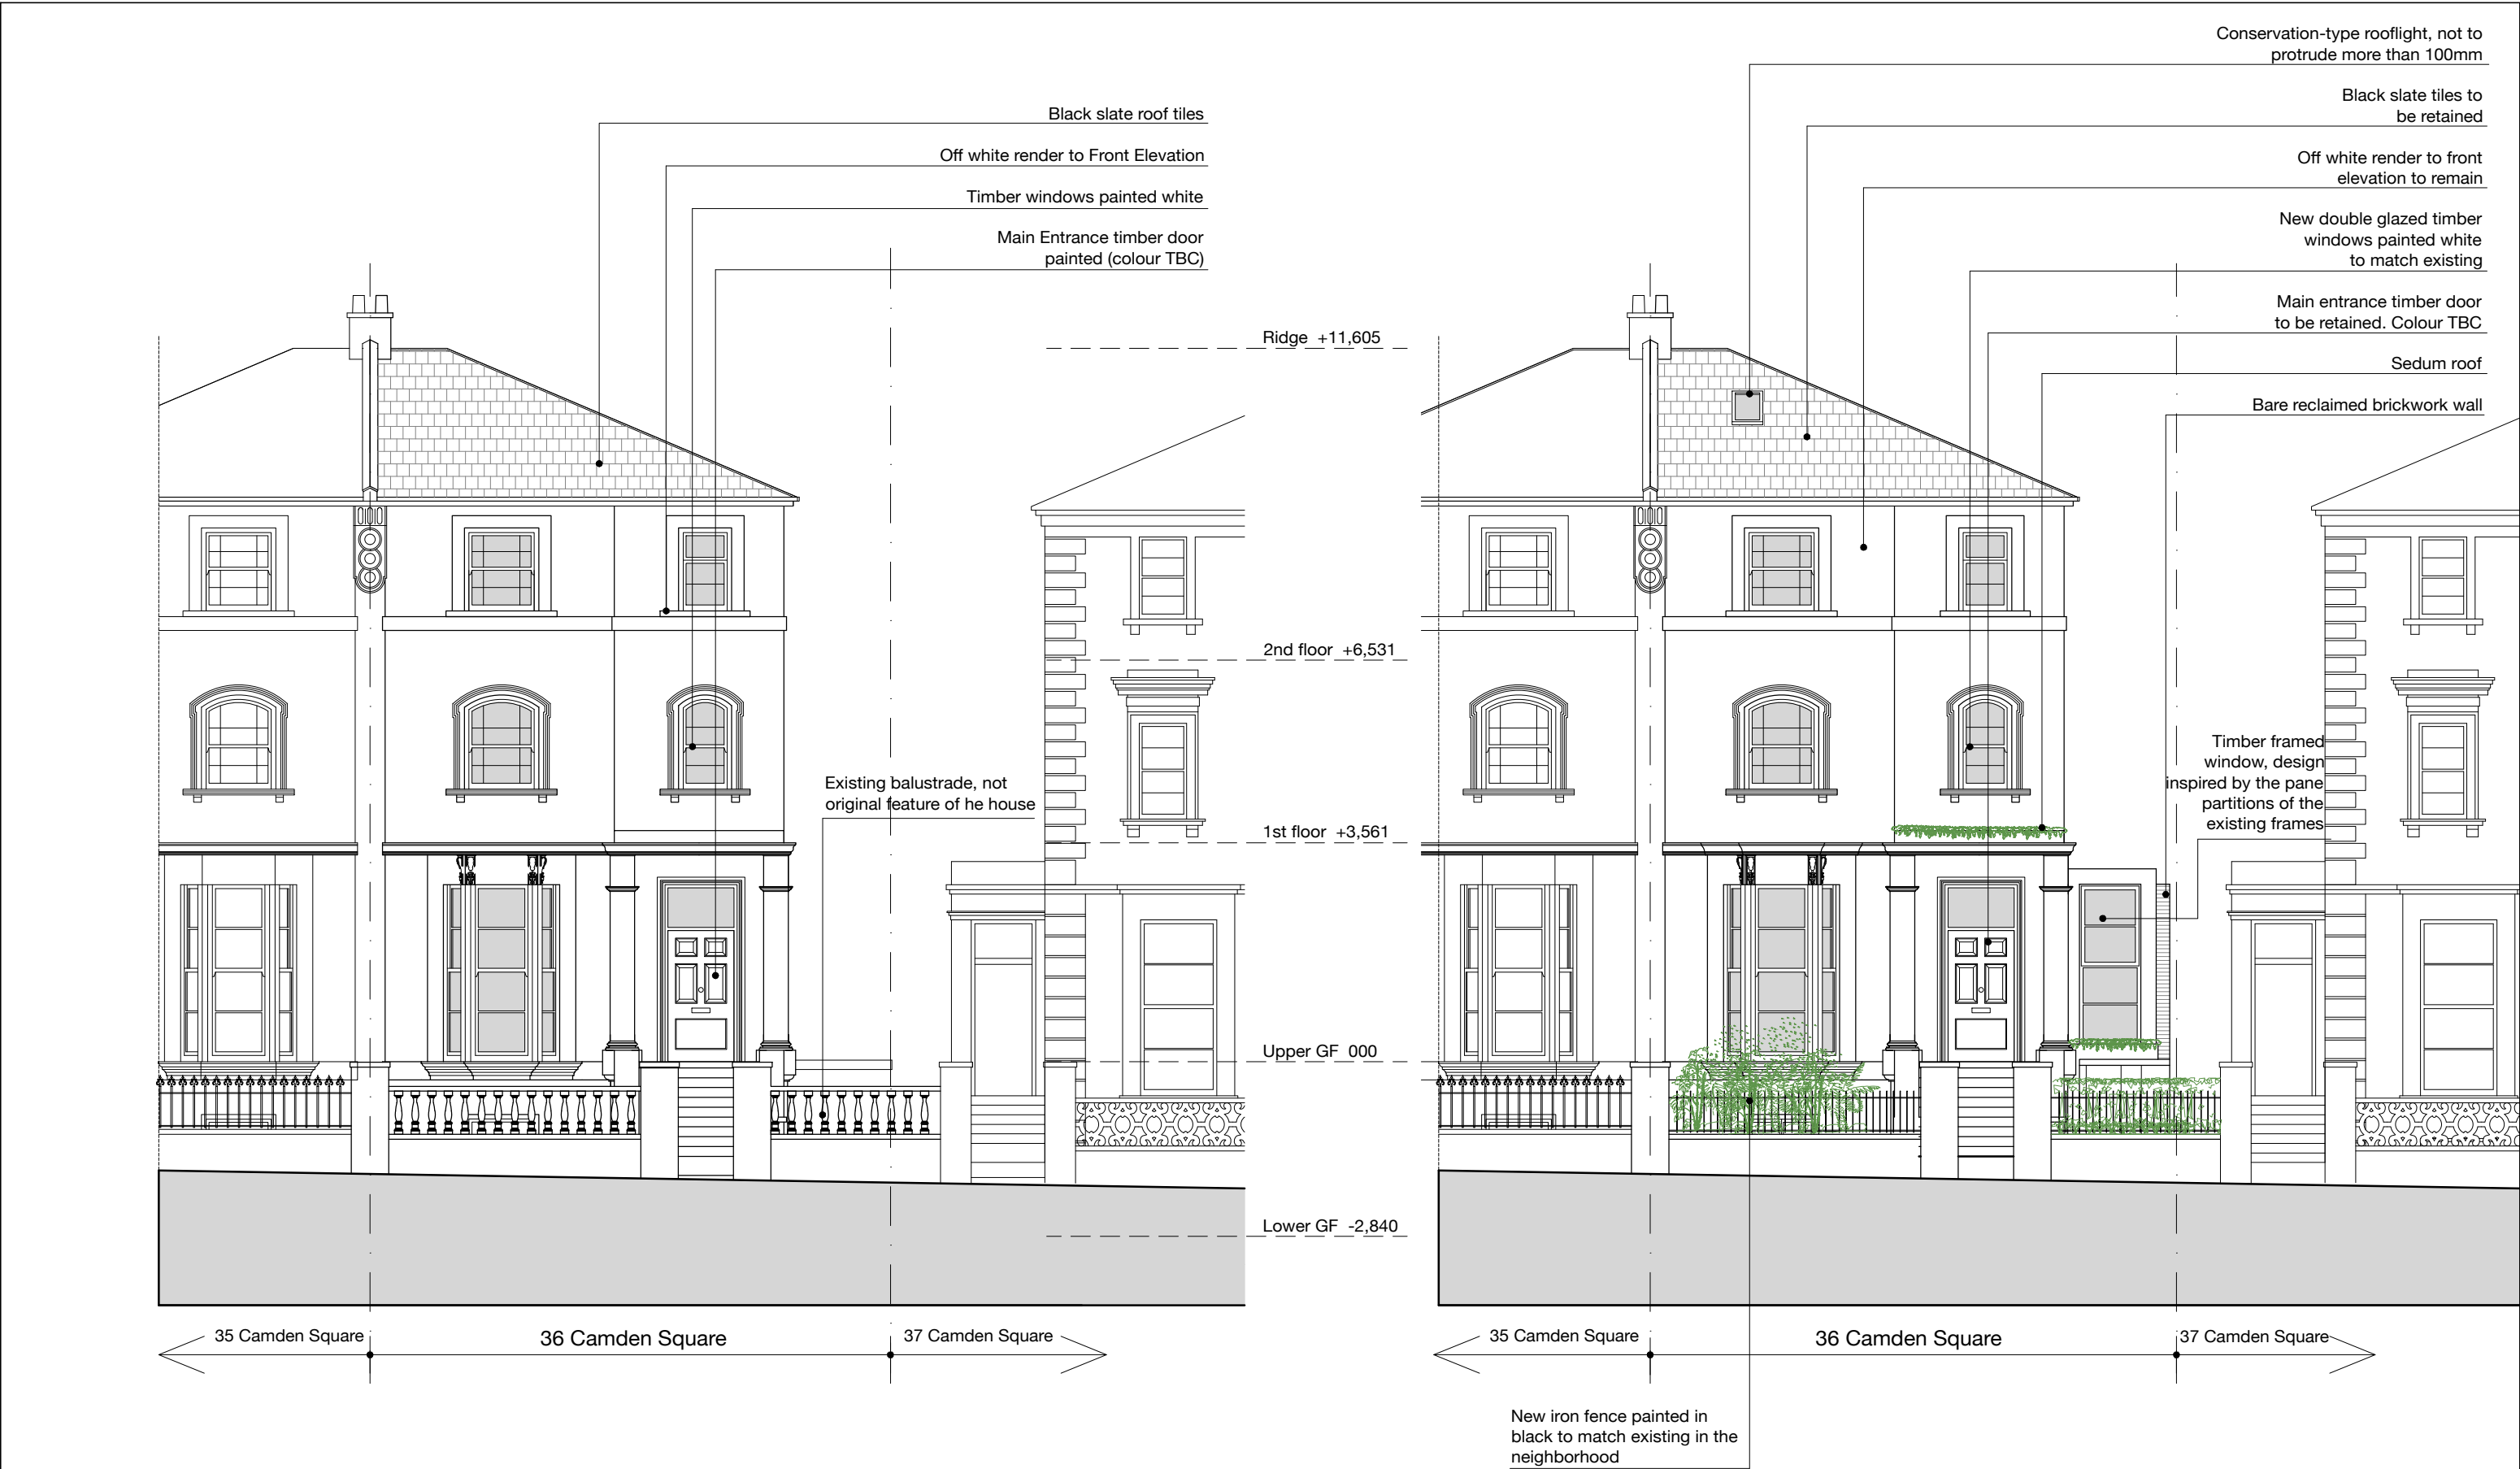 Black slate roof tiles
Off white render to Front Elevation
Timber windows painted white
Main Entrance timber door
painted (colour TBC)
Existing balustrade, not
original feature of he house
Ridge +11,605
2nd floor +6,531
1st floor +3,561
Upper GF 000
Lower GF -2,840
35 Camden Square
36 Camden Square
37 Camden Square
Conservation-type rooflight, not to
protrude more than 100mm
Black slate tiles to
be retained
Off white render to front
elevation to remain
New double glazed timber
windows painted white
to match existing
Main entrance timber door
to be retained. Colour TBC
Sedum roof
Bare reclaimed brickwork wall
Timber framed
window, design
inspired by the pane
partitions of the
existing frames
35 Camden Square
36 Camden Square
37 Camden Square
New iron fence painted in
black to match existing in the
neighborhood